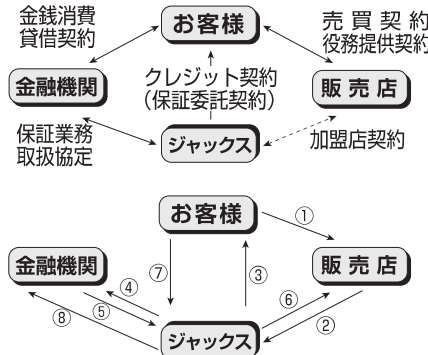 金銭消費
貸借契約
お客様
売買契約
役務提供契約
金融機関
クレジット契約
（保証委託契約）
販売店
保証業務
取扱協定
ジャックス
加盟店契約
お客様
①
金融機関
販売店
⑦
③
④
⑤
⑥
⑧
②
ジャックス